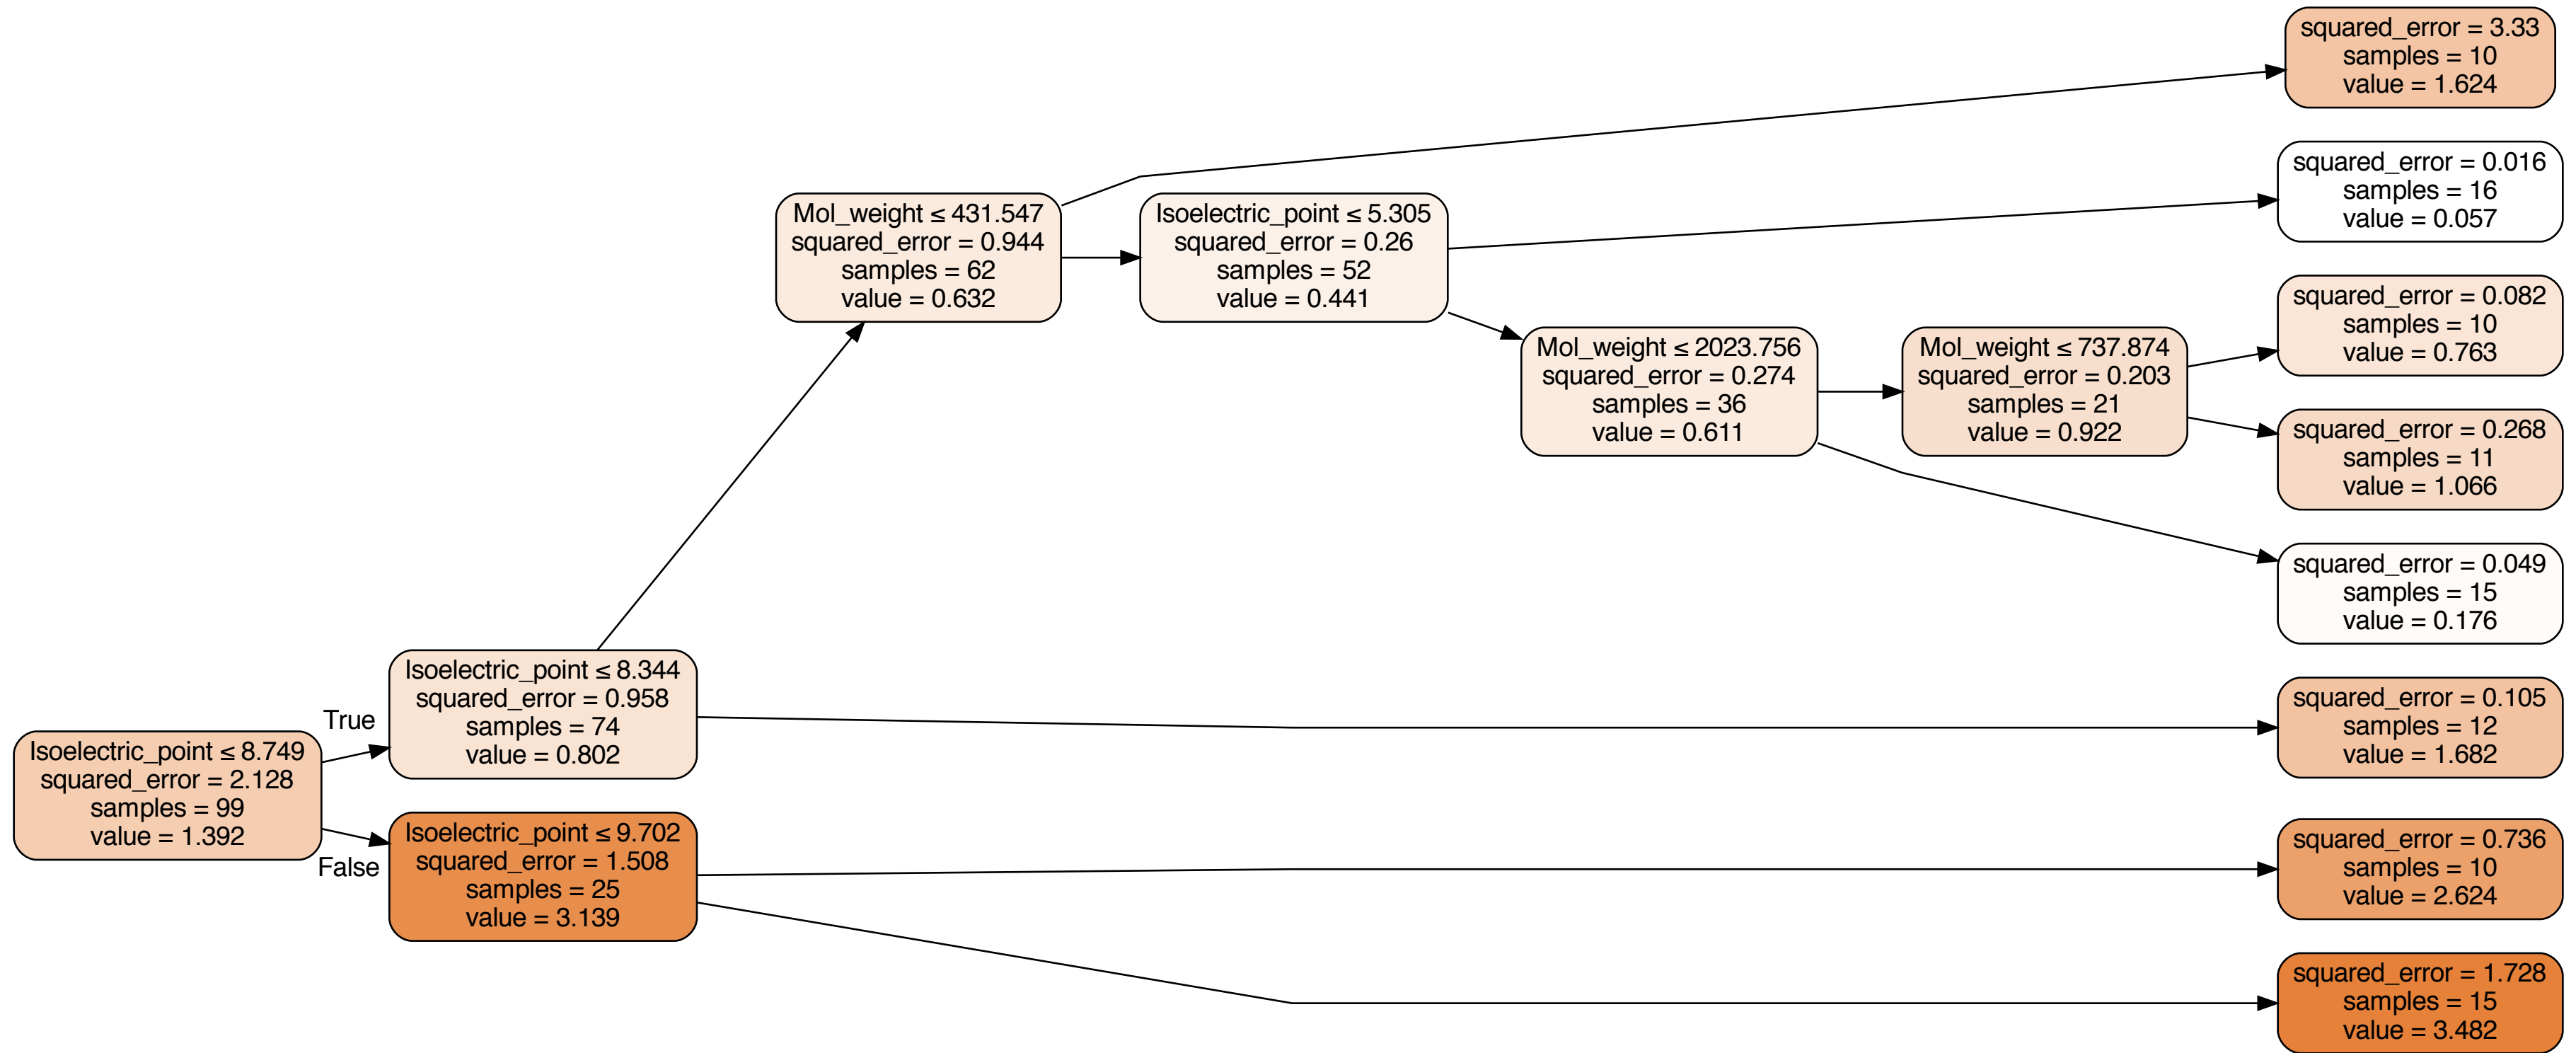 Isoelectric_point ≤ 8.749
squared_error = 2.128
samples = 99
value = 1.392
True
False
Isoelectric_point ≤ 8.344
squared_error = 0.958
samples = 74
value = 0.802
Isoelectric_point ≤ 9.702
squared_error = 1.508
samples = 25
value = 3.139
Mol_weight ≤ 431.547
squared_error = 0.944
samples = 62
value = 0.632
Isoelectric_point ≤ 5.305
squared_error = 0.26
samples = 52
value = 0.441
Mol_weight ≤ 2023.756
squared_error = 0.274
samples = 36
value = 0.611
Mol_weight ≤ 737.874
squared_error = 0.203
samples = 21
value = 0.922
squared_error = 3.33
samples = 10
value = 1.624
squared_error = 0.016
samples = 16
value = 0.057
squared_error = 0.082
samples = 10
value = 0.763
squared_error = 0.268
samples = 11
value = 1.066
squared_error = 0.049
samples = 15
value = 0.176
squared_error = 0.105
samples = 12
value = 1.682
squared_error = 0.736
samples = 10
value = 2.624
squared_error = 1.728
samples = 15
value = 3.482